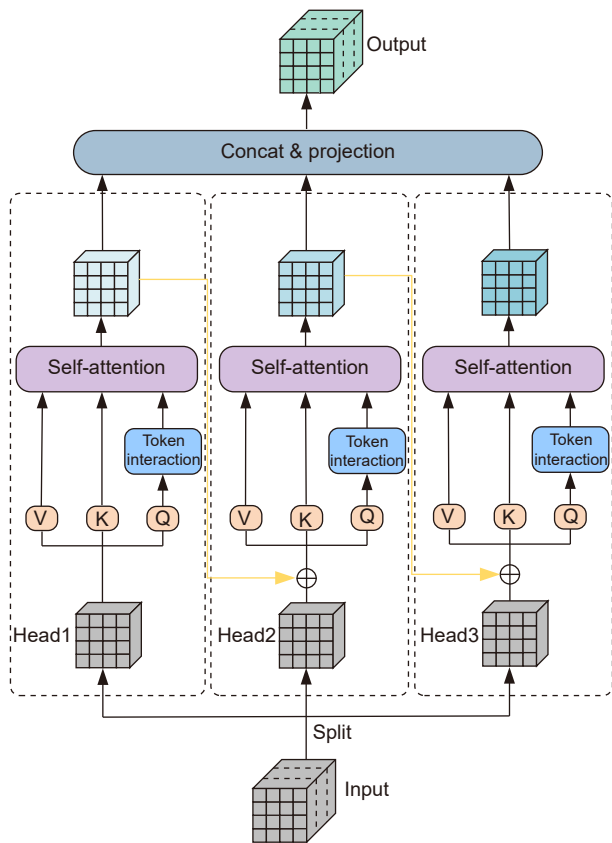 Output
Concat & projection
Self-attention
Self-attention
Self-attention
Token
interaction
Token
interaction
Token
interaction
V
K
Q
V
K
Q
V
K
Q
Head1
Head2
Head3
Split
Input